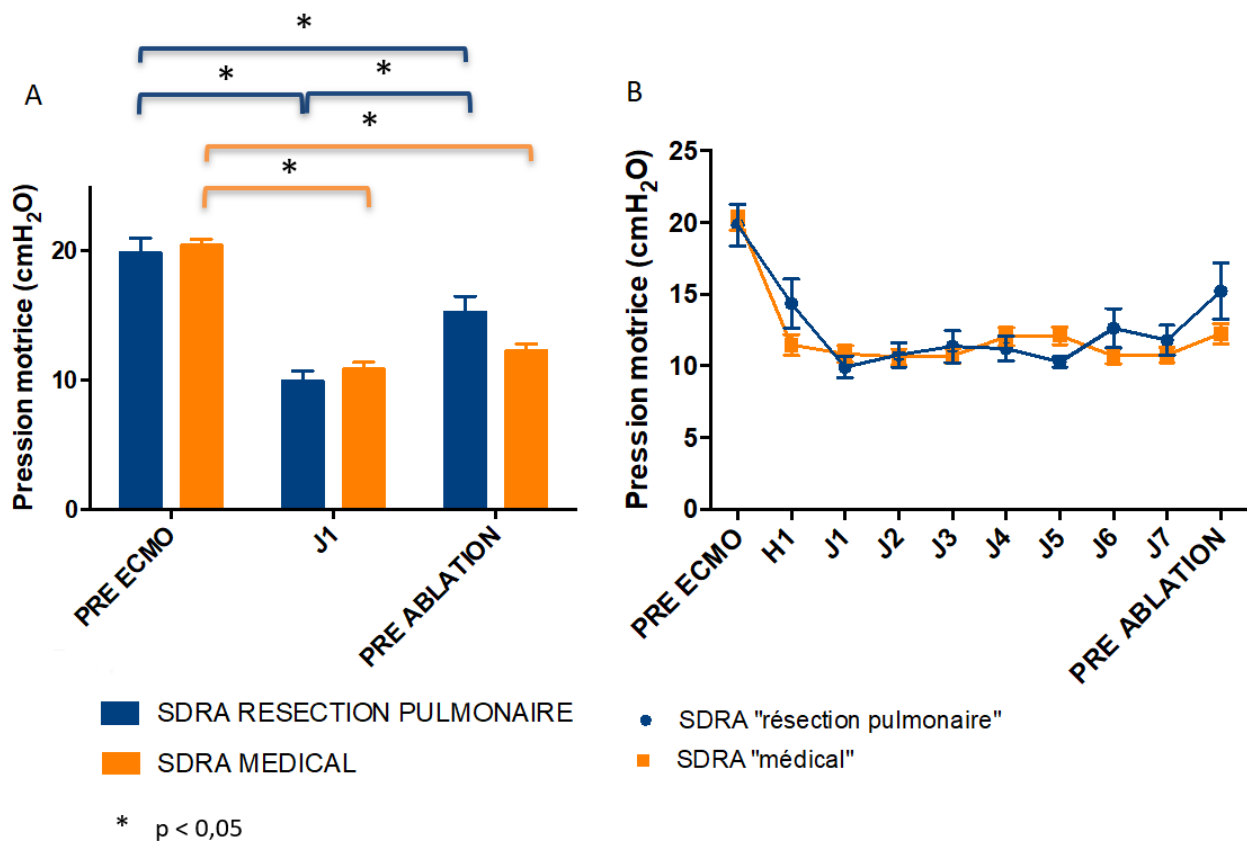 A
*
*
*
*
*
Pression motrice (cmH₂O)
20
10
0
PRE ECMO
J1
PRE ABLATION
SDRA RESECTION PULMONAIRE
SDRA MEDICAL
* p < 0,05
B
Pression motrice (cmH₂O)
25
20
15
10
5
0
PRE ECMO
H1
J1
J2
J3
J4
J5
J6
J7
PRE ABLATION
SDRA "résection pulmonaire"
SDRA "médical"